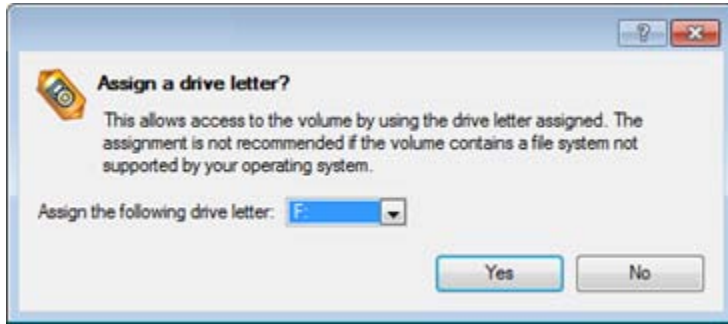 Assign a drive letter?
This allows access to the volume by using the drive letter assigned. The
assignment is not recommended if the volume contains a file system not
supported by your operating system.
Assign the following drive letter: F:
Yes No